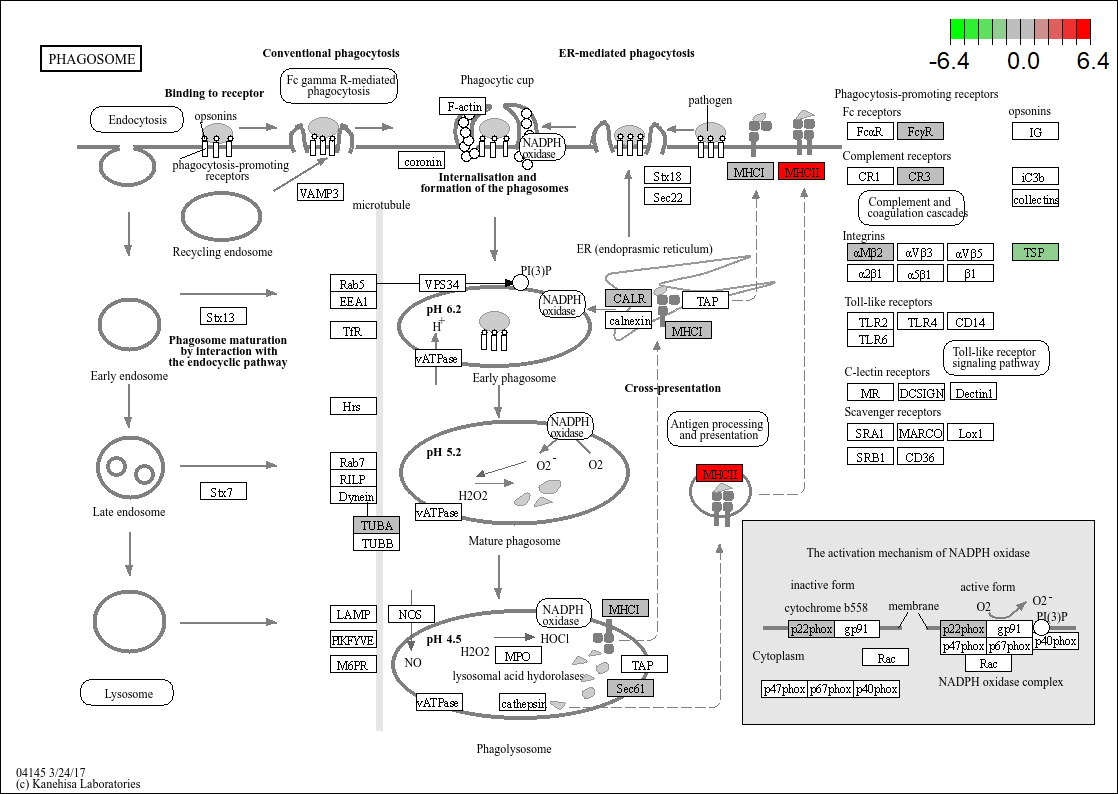 PHAGOSOME
Conventional phagocytosis
ER-mediated phagocytosis
-6.4
0.0
6.4
Fc gamma R-mediated
phagocytosis
Phagocytic cup
Binding to receptor
opsonins
Endocytosis
F-actin
pathogen
NADPH
oxidase
coronin
phagocytosis-promoting
receptors
VAMP3
Internalisation and
formation of the phagosomes
Stx18
Sec22
MHCI
MHCII
Phagocytosis-promoting receptors
Fc receptors
opsonins
FcαR
FcγR
IG
Complement receptors
CR1
CR3
iC3b
collectins
Complement and
coagulation cascades
Integrins
αMβ2
αVβ3
αVβ5
TSP
α2β1
α5β1
β1
Toll-like receptors
TLR2
TLR4
CD14
TLR6
Toll-like receptor
signaling pathway
C-lectin receptors
MR
DCSIGN
Dectin1
Scavenger receptors
SRA1
MARCO
Lox1
SRB1
CD36
microtubule
Recycling endosome
ER (endoprasmic reticulum)
Rab5
EEA1
TfR
VPS34
PI(3)P
NADPH
oxidase
pH 6.2
H+
vATPase
CALR
calnexin
TAP
MHCI
Stx13
Phagosome maturation
by interaction with
the endocyclic pathway
Early endosome
Early phagosome
Cross-presentation
Hrs
NADPH
oxidase
pH 5.2
O2-
O2
H2O2
vATPase
Antigen processing
and presentation
MHCII
Rab7
RILP
Dynein
Stx7
TUBA
TUBB
Late endosome
Mature phagosome
LAMP
PIKFYVE
M6PR
NOS
NO
NADPH
oxidase
MHCI
pH 4.5
HOCl
H2O2
MPO
lysosomal acid hydorolases
TAP
Sec61
vATPase
cathepsin
Lysosome
Phagolysosome
The activation mechanism of NADPH oxidase
inactive form
active form
cytochrome b558
membrane
O2
O2-
PI(3)P
p22phox
gp91
p22phox
gp91
p47phox
p67phox
p40phox
Cytoplasm
Rac
Rac
p47phox
p67phox
p40phox
NADPH oxidase complex
04145 3/24/17
(c) Kanehisa Laboratories